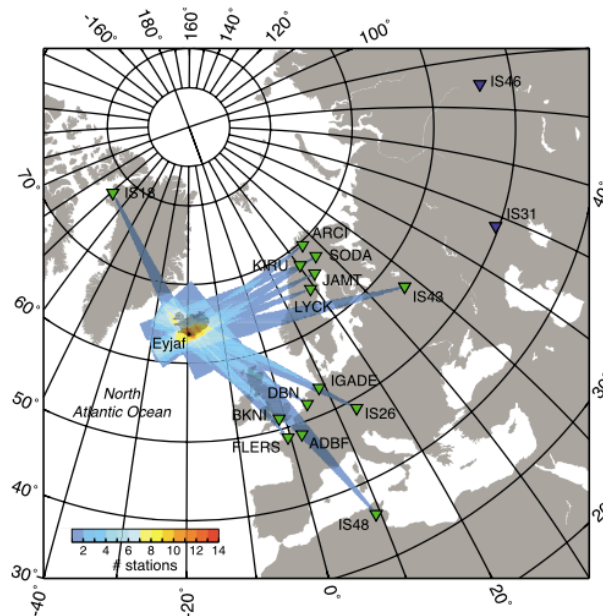 -160° 180° 160° 140° 120° 100°
IS46
70°
IS18
IS31
ARCI
KIRU
SODA
JAMT
LYCK
IS43
60°
Eyjaf
North
Atlantic Ocean
IGADE
DBN
IS26
50°
BKNI
FLERS
ADBF
40°
IS48
2 4 6 8 10 12 14
# stations
30°
-40°
-20°
0°
20°